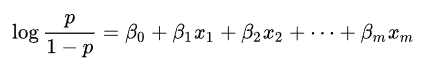 log p/(1 − p) = β₀ + β₁x₁ + β₂x₂ + ⋯ + βₘxₘ